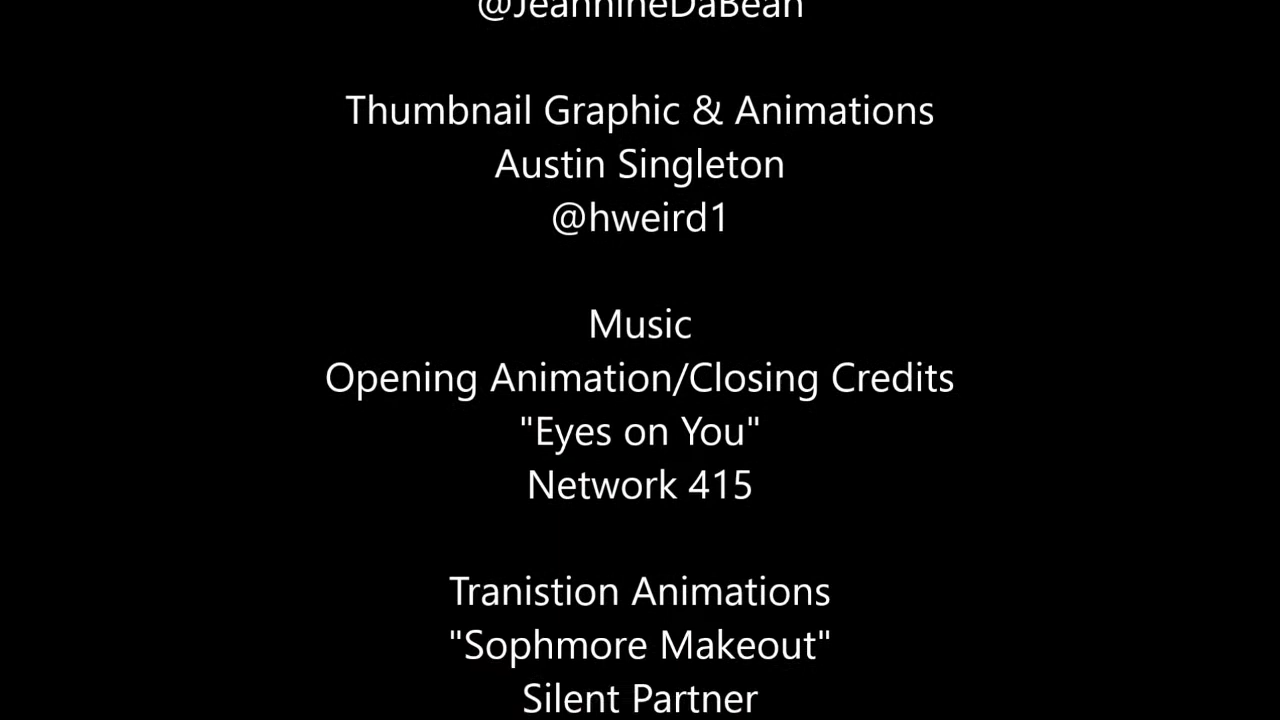 @JeannineDaBean
Thumbnail Graphic & Animations
Austin Singleton
@hweird1
Music
Opening Animation/Closing Credits
"Eyes on You"
Network 415
Tranistion Animations
"Sophmore Makeout"
Silent Partner